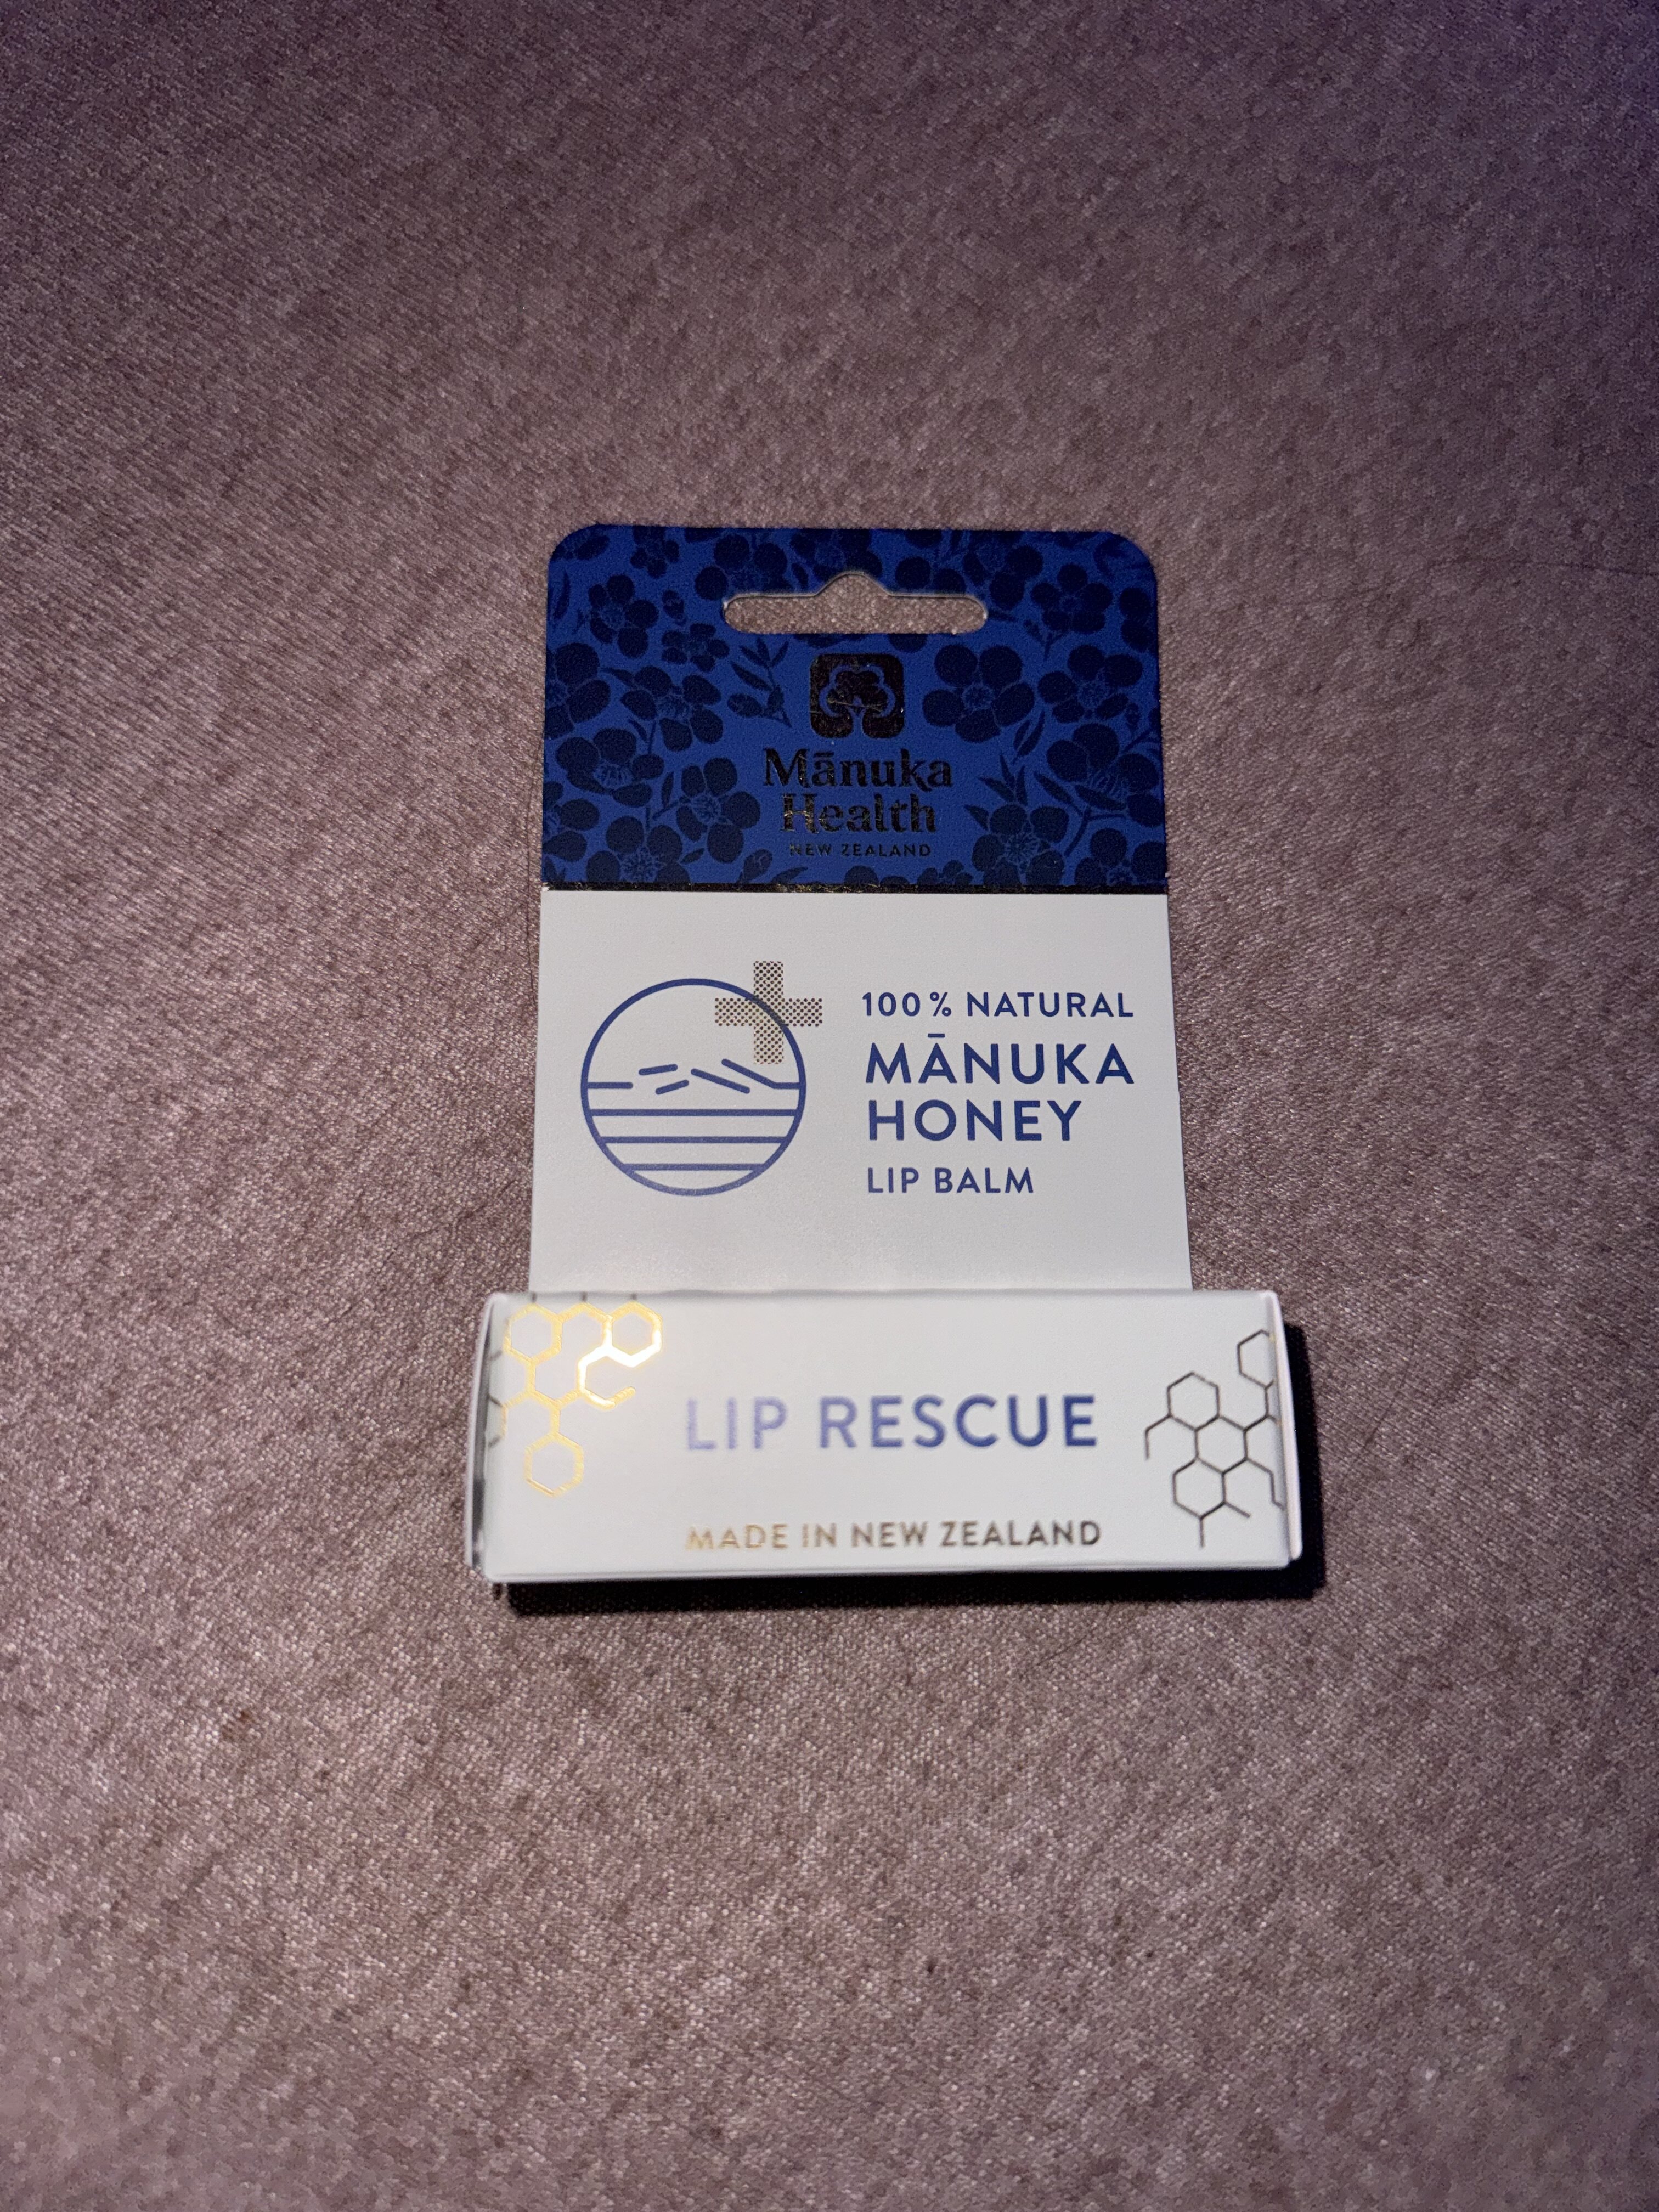 Mānuka
Health
NEW ZEALAND
100% NATURAL
MĀNUKA
HONEY
LIP BALM
LIP RESCUE
MADE IN NEW ZEALAND